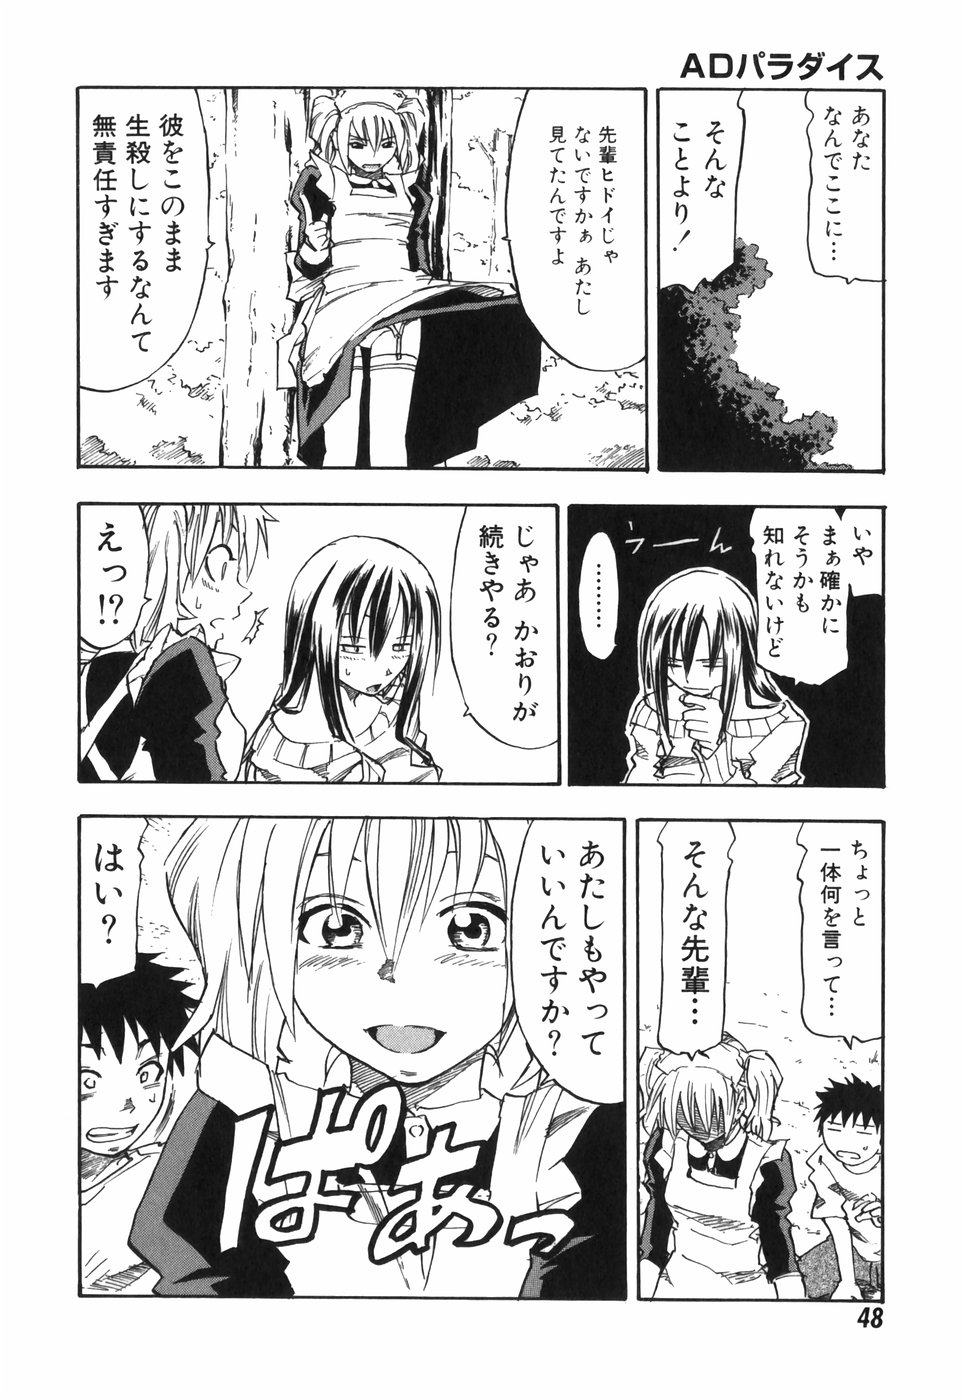 ADパラダイス
あなた
なんでここに…
そんな
ことより！
先輩ヒドイじゃ
ないですかぁ あたし
見てたんですよ
彼をこのまま
生殺しにするなんて
無責任すぎます
いや
まぁ確かに
そうかも
知れないけど
うーん
………
じゃあ かおりが
続きやる？
えっ!?
ちょっと
一体何を言って…
そんな先輩…
あたしもやって
いいんですか？
ぱあっ
はい？
48